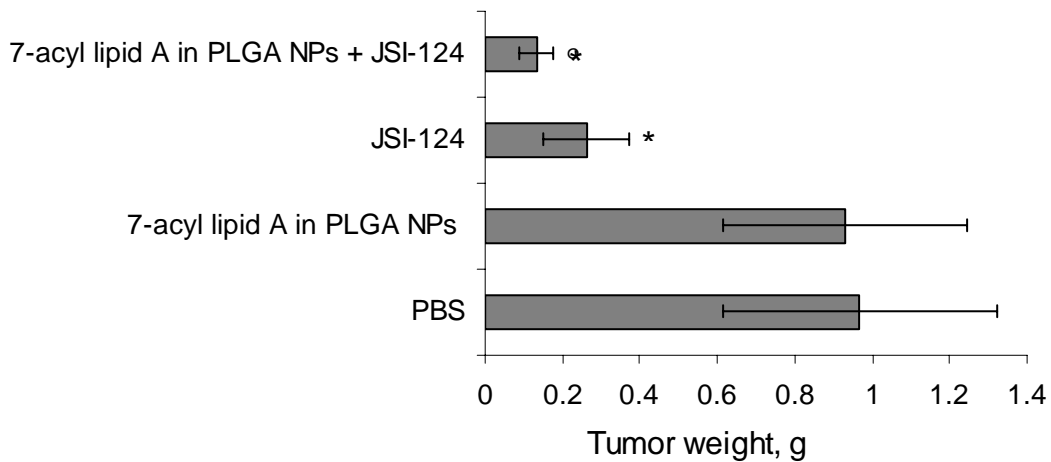 7-acyl lipid A in PLGA NPs + JSI-124
*
JSI-124
*
7-acyl lipid A in PLGA NPs
PBS
0 0.2 0.4 0.6 0.8 1 1.2 1.4
Tumor weight, g